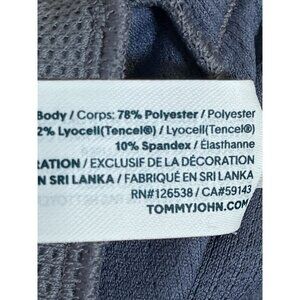 Body / Corps: 78% Polyester / Polyester
2% Lyocell(Tencel®) / Lyocell(Tencel®)
10% Spandex / Élasthanne
RATION / EXCLUSIF DE LA DÉCORATION
N SRI LANKA / FABRIQUÉ EN SRI LANKA
RN#126538 / CA#59143
TOMMYJOHN.COM